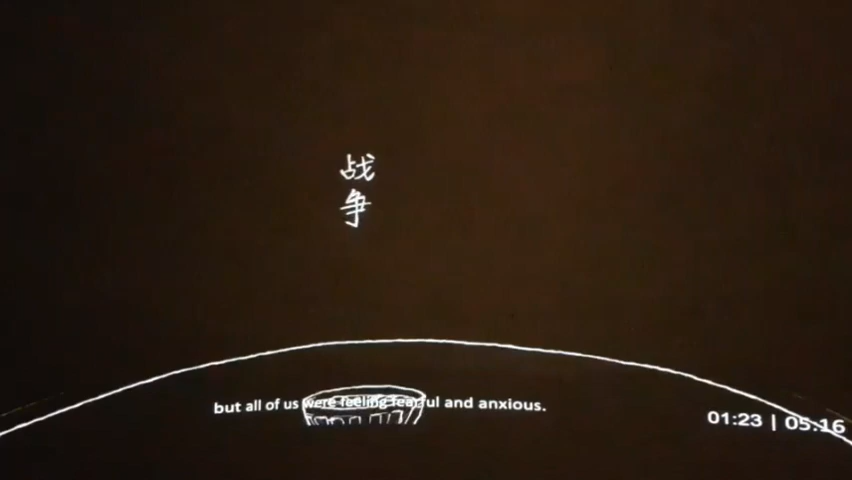 战
争
but all of us were feeling fearful and anxious.
01:23 | 05:16